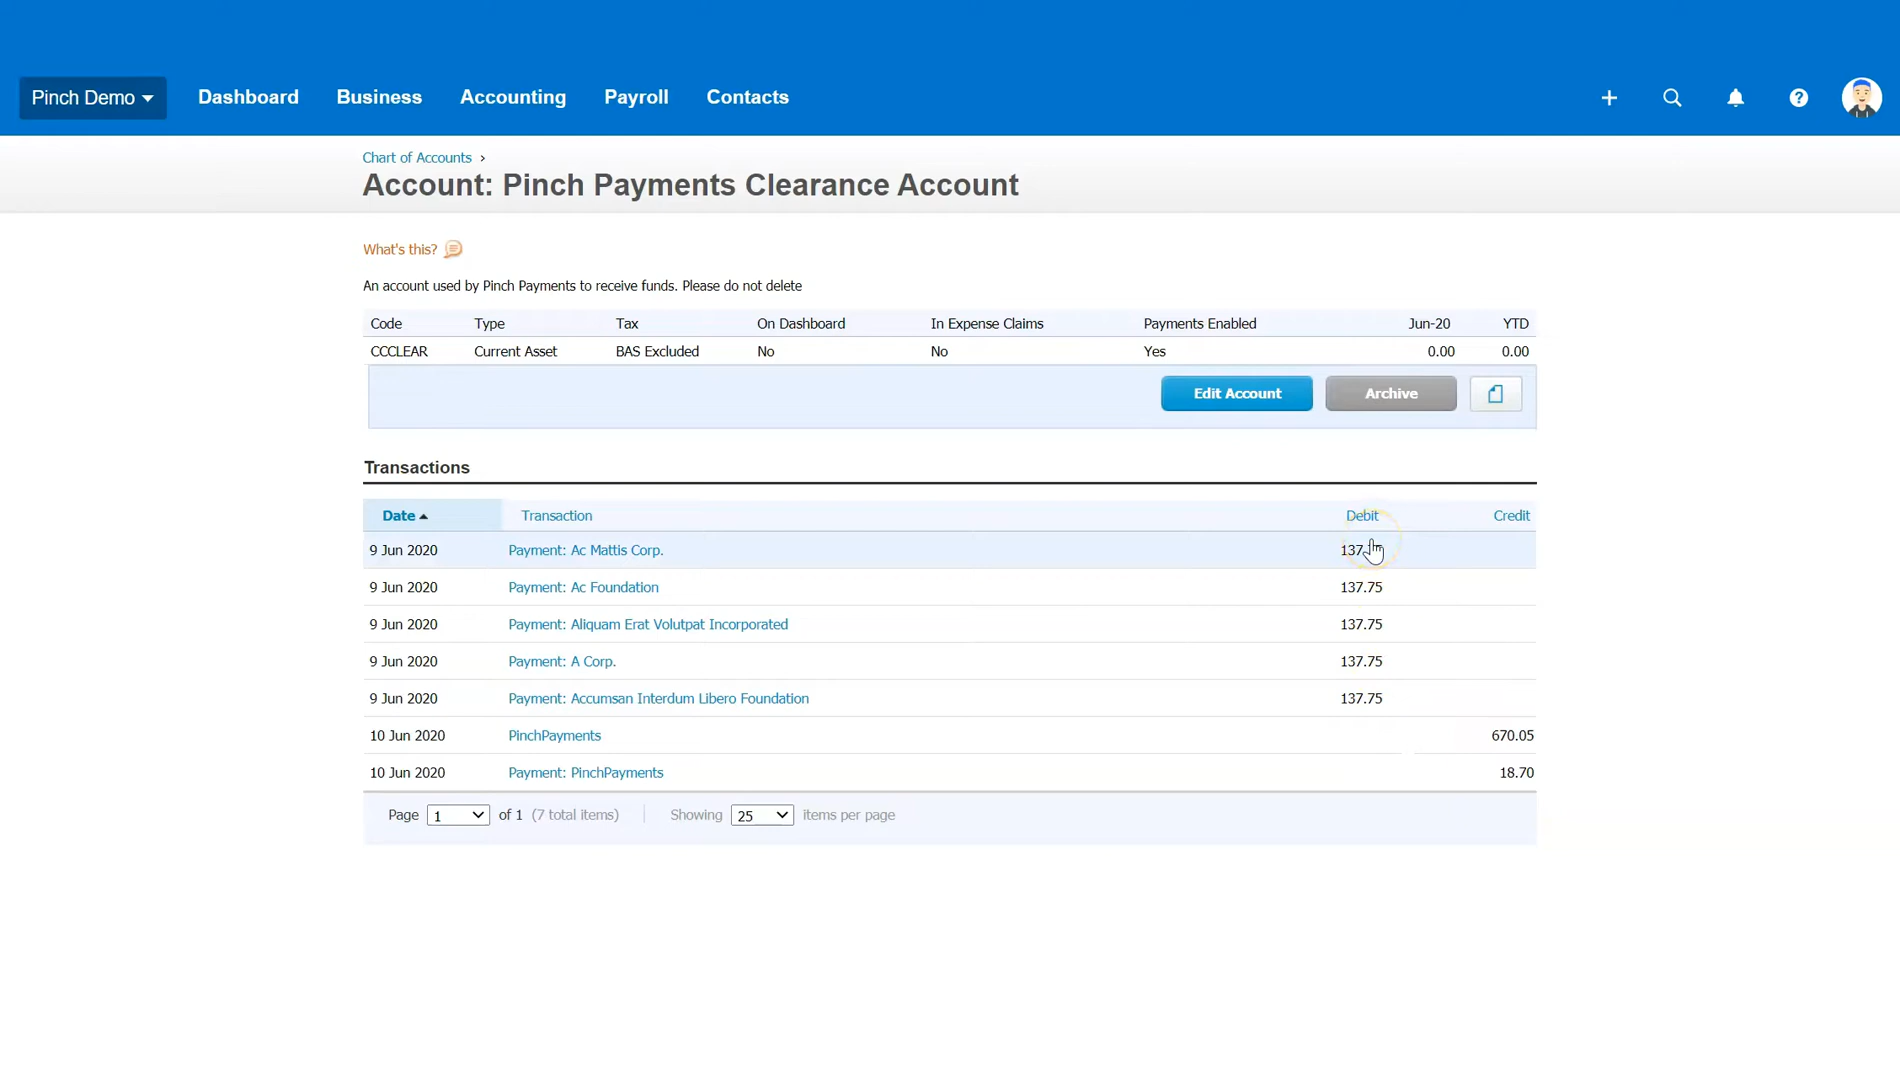 Pinch Demo Dashboard Business Accounting Payroll Contacts
Chart of Accounts ›
Account: Pinch Payments Clearance Account
What's this?
An account used by Pinch Payments to receive funds. Please do not delete
Code Type Tax On Dashboard In Expense Claims Payments Enabled Jun-20 YTD
CCCLEAR Current Asset BAS Excluded No No Yes 0.00 0.00
Edit Account Archive
Transactions
Date Transaction Debit Credit
9 Jun 2020 Payment: Ac Mattis Corp.
9 Jun 2020 Payment: Ac Foundation 137.75
9 Jun 2020 Payment: Aliquam Erat Volutpat Incorporated 137.75
9 Jun 2020 Payment: A Corp. 137.75
9 Jun 2020 Payment: Accumsan Interdum Libero Foundation 137.75
10 Jun 2020 PinchPayments 670.05
10 Jun 2020 Payment: PinchPayments 18.70
Page 1 of 1 (7 total items) Showing 25 items per page